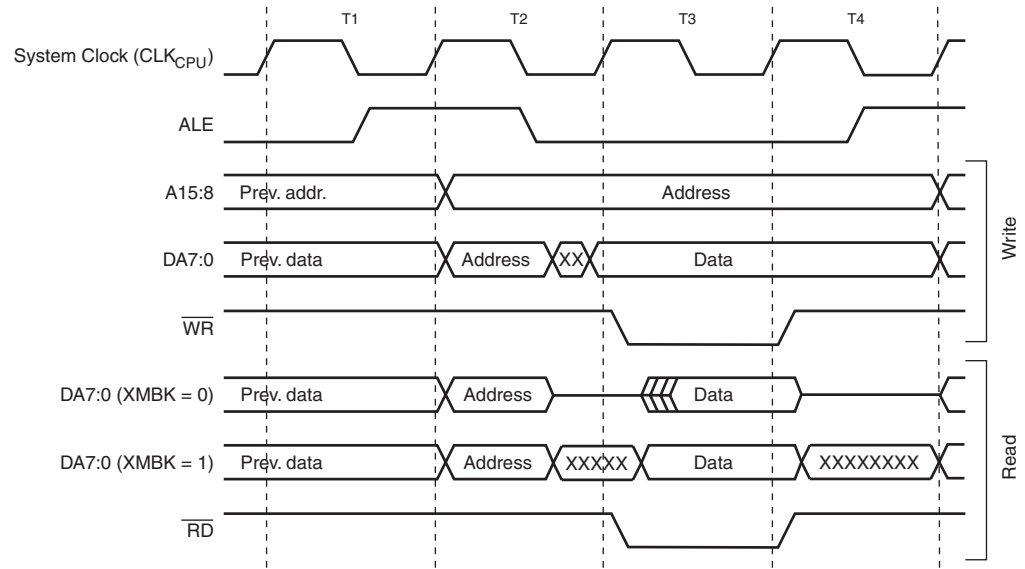 T1 T2 T3 T4
System Clock (CLKCPU)
ALE
A15:8 Prev. addr. Address
DA7:0 Prev. data Address XX Data
WR
Write
DA7:0 (XMBK = 0) Prev. data Address Data
DA7:0 (XMBK = 1) Prev. data Address XXXXX Data XXXXXXXX
RD
Read